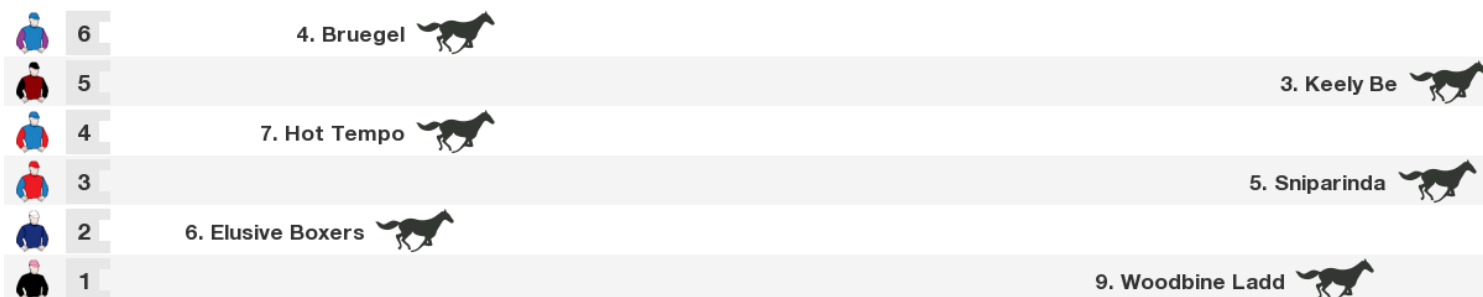 6 4. Bruegel
5 3. Keely Be
4 7. Hot Tempo
3 5. Sniparinda
2 6. Elusive Boxers
1 9. Woodbine Ladd